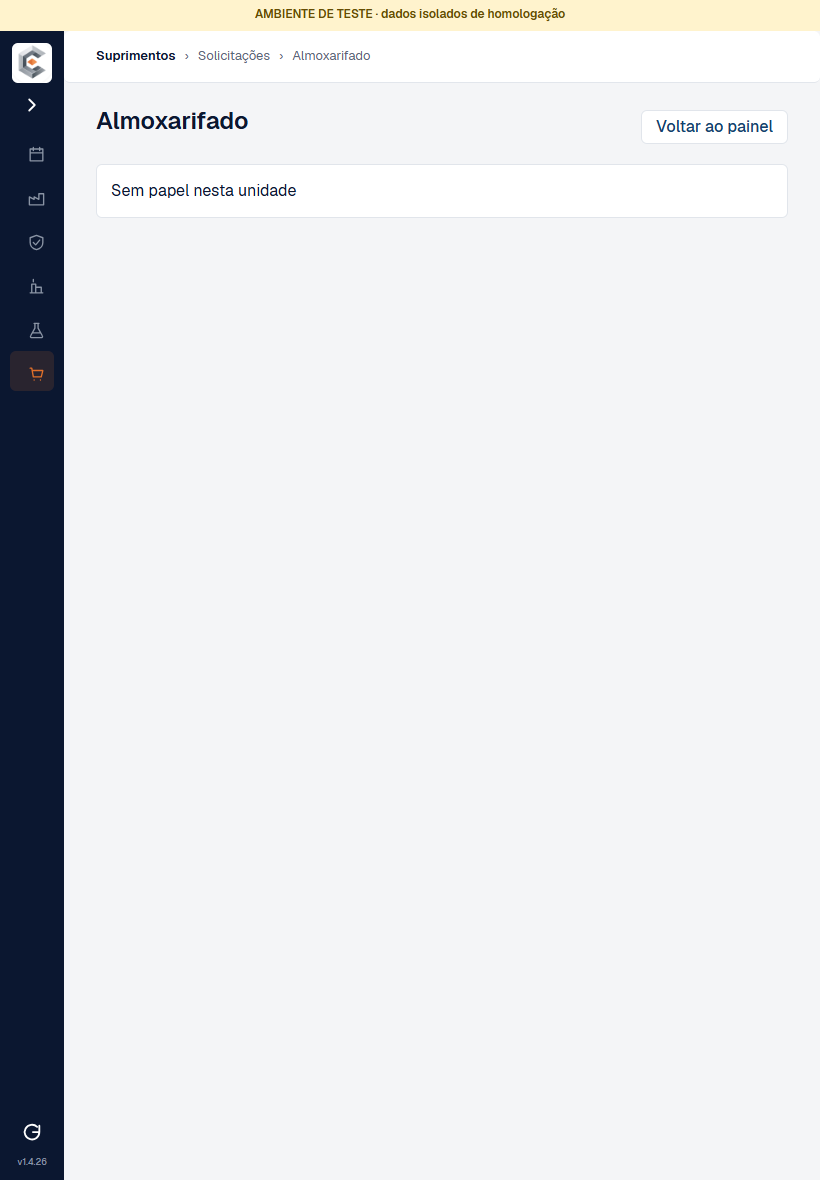 AMBIENTE DE TESTE · dados isolados de homologação
Suprimentos › Solicitações › Almoxarifado
Almoxarifado
Voltar ao painel
Sem papel nesta unidade
v1.4.26